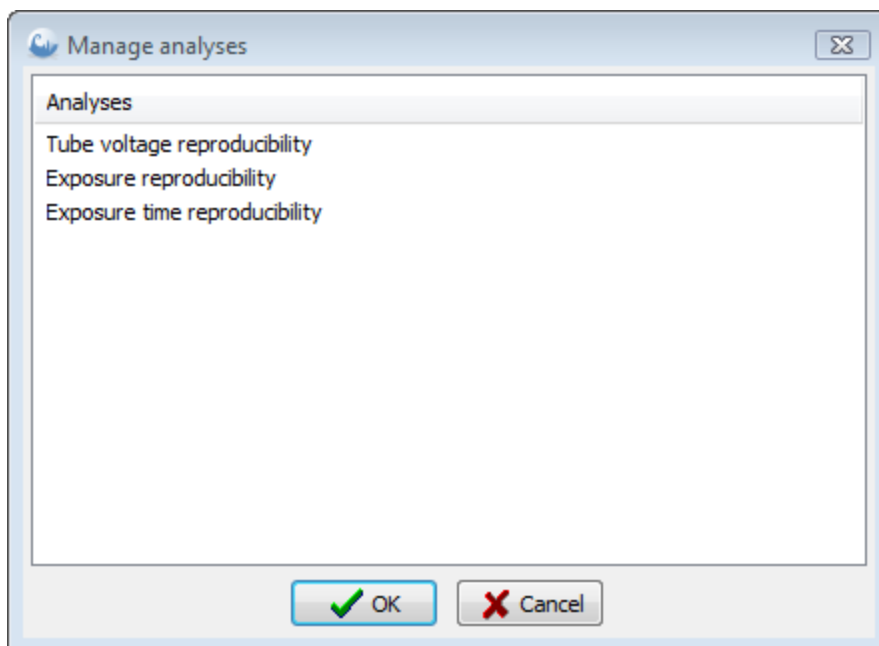 Manage analyses
Analyses
Tube voltage reproducibility
Exposure reproducibility
Exposure time reproducibility
OK
Cancel